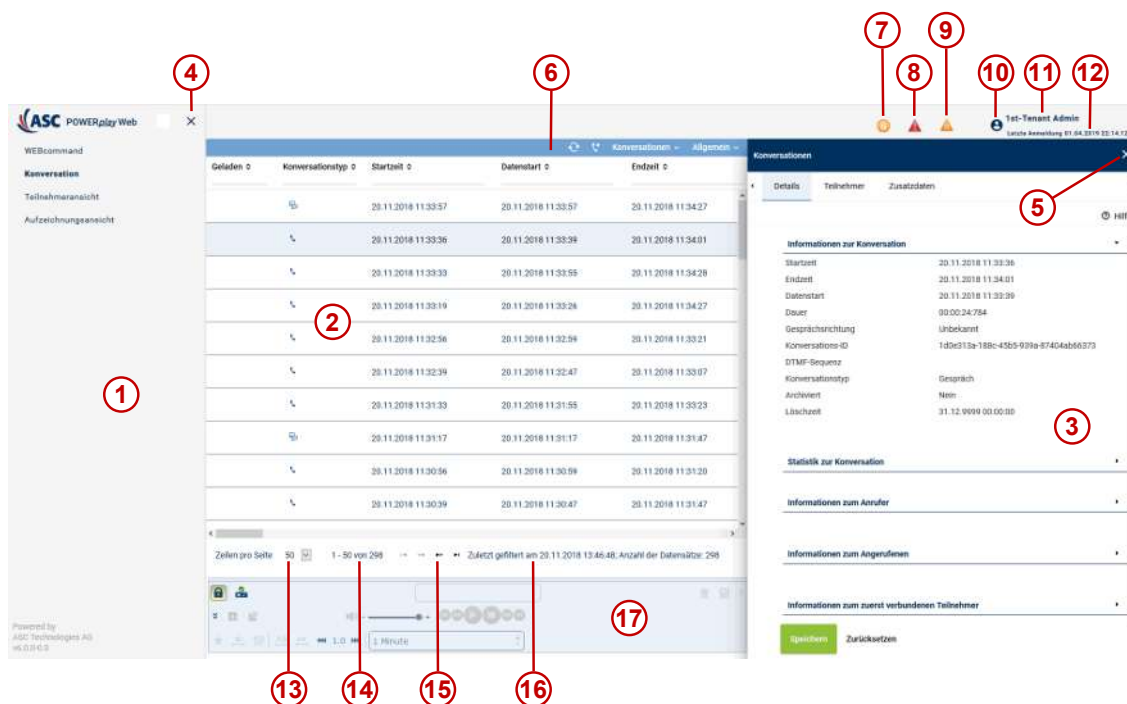 7
9
4
6
8
10
11
12
ASC POWERplay Web
1st-Tenant Admin
Letzte Anmeldung 01.04.2019 22:14:12
WEBcommand
Konversation
Teilnehmeransicht
Aufzeichnungsansicht
Konversationen
Allgemein
Geladen
Konversationstyp
Startzeit
Datenstart
Endzeit
20.11.2018 11:33:57
20.11.2018 11:33:57
20.11.2018 11:34:27
20.11.2018 11:33:36
20.11.2018 11:33:39
20.11.2018 11:34:01
20.11.2018 11:33:33
20.11.2018 11:33:55
20.11.2018 11:34:28
20.11.2018 11:33:19
20.11.2018 11:33:26
20.11.2018 11:34:27
20.11.2018 11:32:56
20.11.2018 11:32:59
20.11.2018 11:33:21
20.11.2018 11:32:39
20.11.2018 11:32:47
20.11.2018 11:33:07
20.11.2018 11:31:33
20.11.2018 11:31:55
20.11.2018 11:33:23
20.11.2018 11:31:17
20.11.2018 11:31:17
20.11.2018 11:31:47
20.11.2018 11:30:56
20.11.2018 11:30:59
20.11.2018 11:31:20
20.11.2018 11:30:39
20.11.2018 11:30:47
20.11.2018 11:31:47
1
2
Konversationen
Details
Teilnehmer
Zusatzdaten
5
Hilf
Informationen zur Konversation
Startzeit 20.11.2018 11:33:36
Endzeit 20.11.2018 11:34:01
Datenstart 20.11.2018 11:33:39
Dauer 00:00:24:784
Gesprächsrichtung Unbekannt
Konversations-ID 1d0e313a-188c-45b5-939a-87404ab66373
DTMF-Sequenz
Konversationstyp Gespräch
Archiviert Nein
Löschzeit 31.12.9999 00:00:00
3
Statistik zur Konversation
Informationen zum Anrufer
Informationen zum Angerufenen
Informationen zum zuerst verbundenen Teilnehmer
Speichern
Zurücksetzen
Zeilen pro Seite 50
1 - 50 von 298
Zuletzt gefiltert am 20.11.2018 13:46:48; Anzahl der Datensätze: 298
1.0
1 Minute
17
Powered by
ASC Technologies AG
13
14
15
16